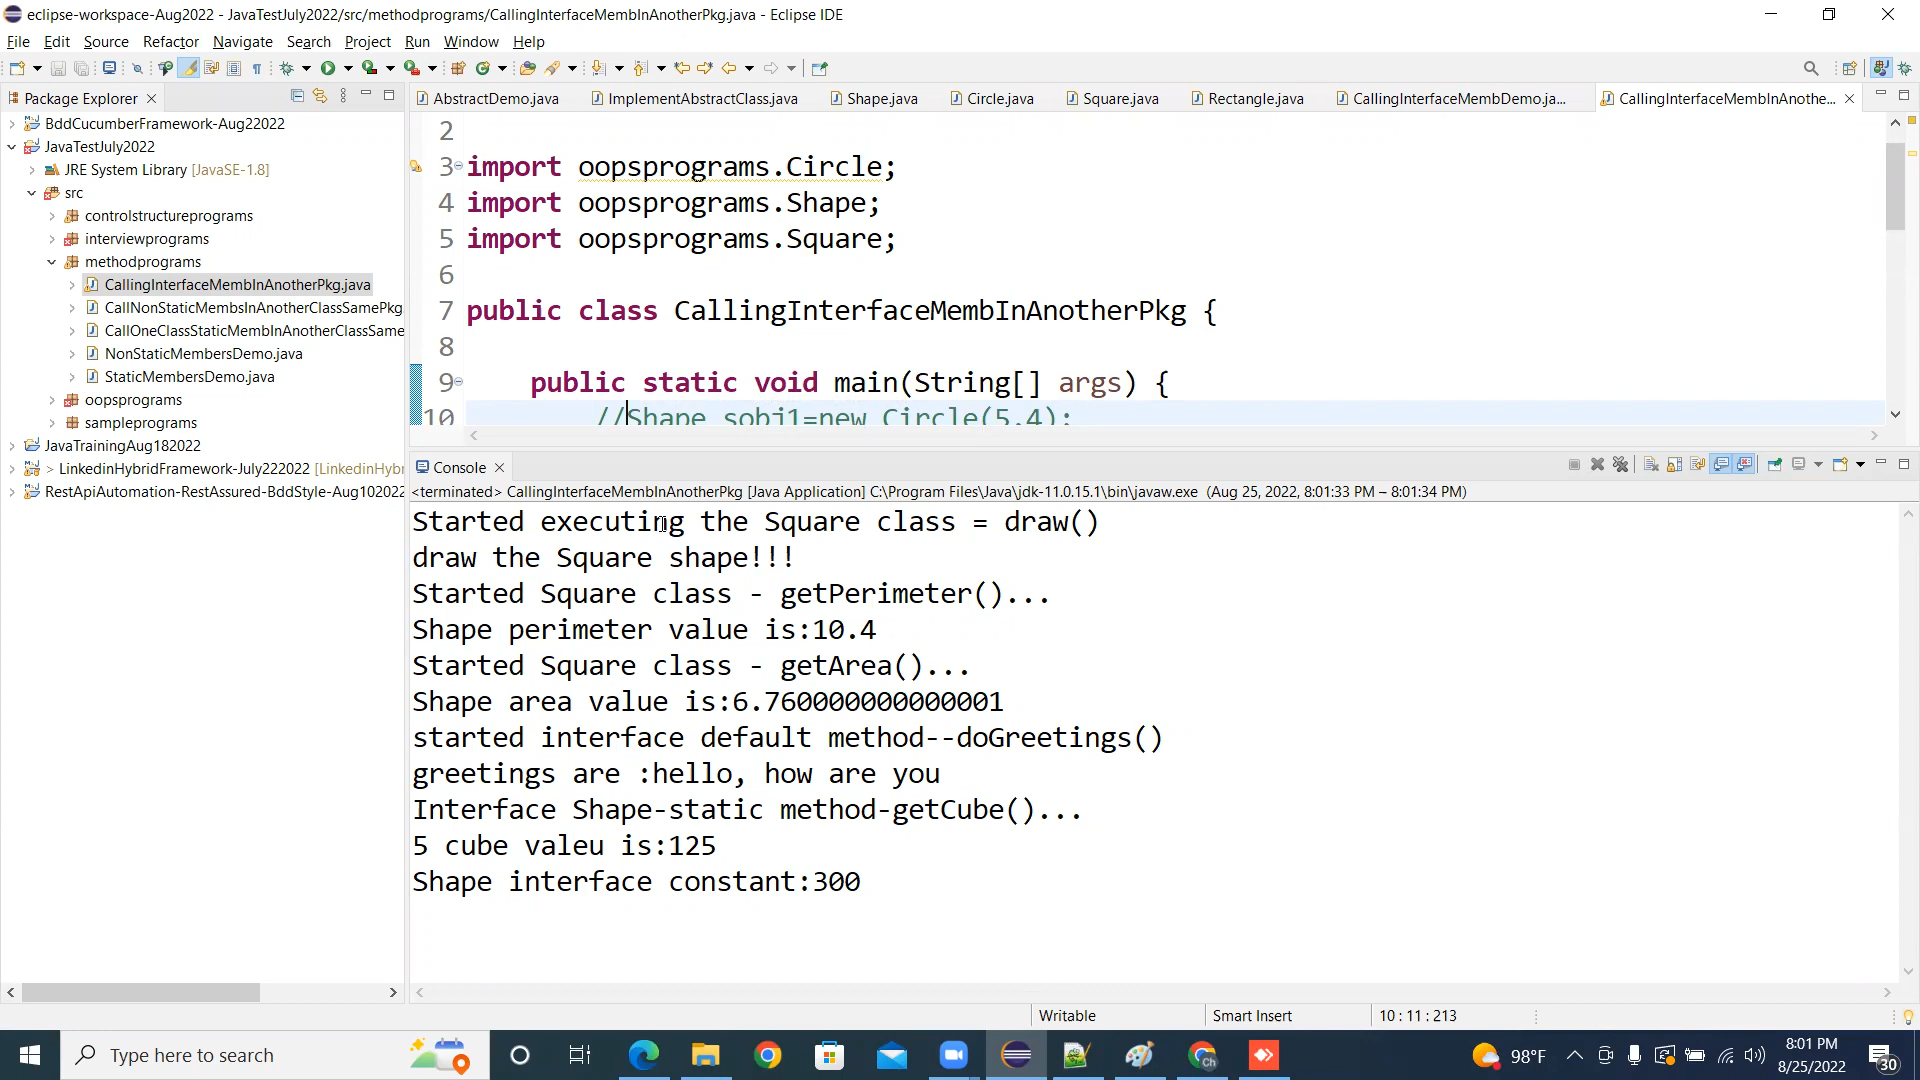 eclipse-workspace-Aug2022 - JavaTestJuly2022/src/methodprograms/CallingInterfaceMembInAnotherPkg.java - Eclipse IDE
File Edit Source Refactor Navigate Search Project Run Window Help
Package Explorer
AbstractDemo.java ImplementAbstractClass.java Shape.java Circle.java Square.java Rectangle.java CallingInterfaceMembDemo.ja... CallingInterfaceMembInAnothe...
BddCucumberFramework-Aug22022
JavaTestJuly2022
JRE System Library [JavaSE-1.8]
src
controlstructureprograms
interviewprograms
methodprograms
CallingInterfaceMembInAnotherPkg.java
CallNonStaticMembsInAnotherClassSamePkg
CallOneClassStaticMembInAnotherClassSame
NonStaticMembersDemo.java
StaticMembersDemo.java
oopsprograms
sampleprograms
JavaTrainingAug182022
> LinkedinHybridFramework-July222022 [LinkedinHybr
RestApiAutomation-RestAssured-BddStyle-Aug102022
2
3 import oopsprograms.Circle;
4 import oopsprograms.Shape;
5 import oopsprograms.Square;
6
7 public class CallingInterfaceMembInAnotherPkg {
8
9 public static void main(String[] args) {
10 //Shape sobj1=new Circle(5.4);
Console
<terminated> CallingInterfaceMembInAnotherPkg [Java Application] C:\Program Files\Java\jdk-11.0.15.1\bin\javaw.exe (Aug 25, 2022, 8:01:33 PM – 8:01:34 PM)
Started executing the Square class = draw()
draw the Square shape!!!
Started Square class - getPerimeter()...
Shape perimeter value is:10.4
Started Square class - getArea()...
Shape area value is:6.760000000000001
started interface default method--doGreetings()
greetings are :hello, how are you
Interface Shape-static method-getCube()...
5 cube valeu is:125
Shape interface constant:300
Writable Smart Insert 10 : 11 : 213
Type here to search
98°F
8:01 PM
8/25/2022
30